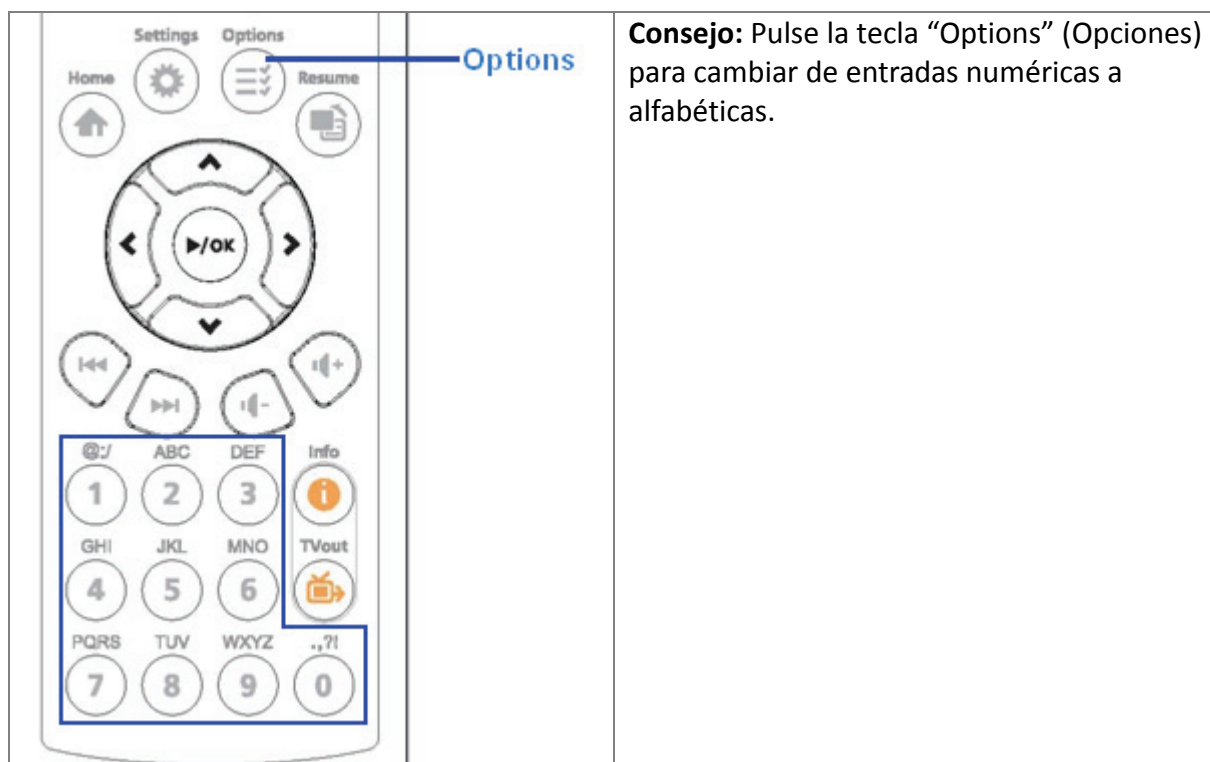 Settings Options
Options
Home
Resume
▶/OK
@:/ ABC DEF Info
1 2 3 i
GHI JKL MNO TVout
4 5 6
PQRS TUV WXYZ .,?!
7 8 9 0
Consejo: Pulse la tecla “Options” (Opciones)
para cambiar de entradas numéricas a
alfabéticas.